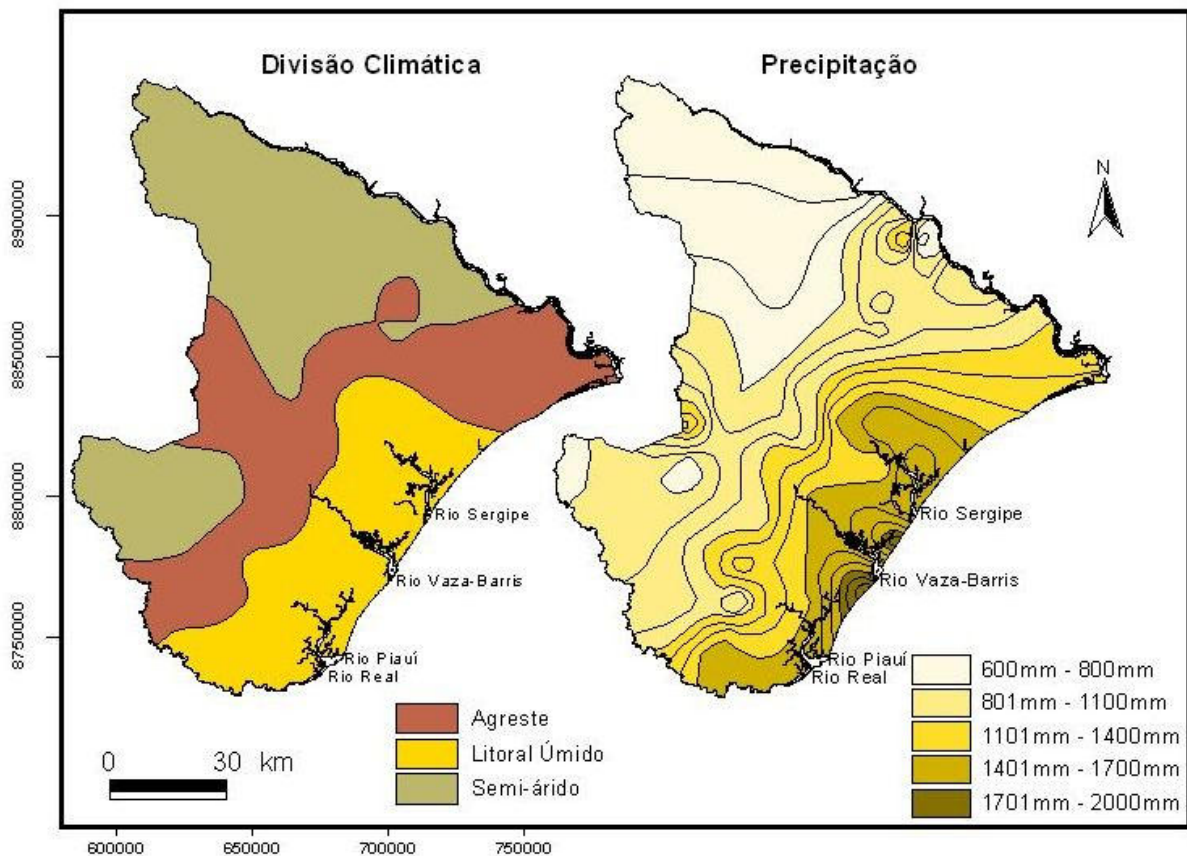 Divisão Climática
Precipitação
N
8900000
8850000
8800000
8750000
Rio Sergipe
Rio Vaza-Barris
Rio Piauí
Rio Real
Rio Sergipe
Rio Vaza-Barris
Rio Piauí
Rio Real
Agreste
Litoral Úmido
Semi-árido
0 30 km
600mm - 800mm
801mm - 1100mm
1101mm - 1400mm
1401mm - 1700mm
1701mm - 2000mm
600000 650000 700000 750000